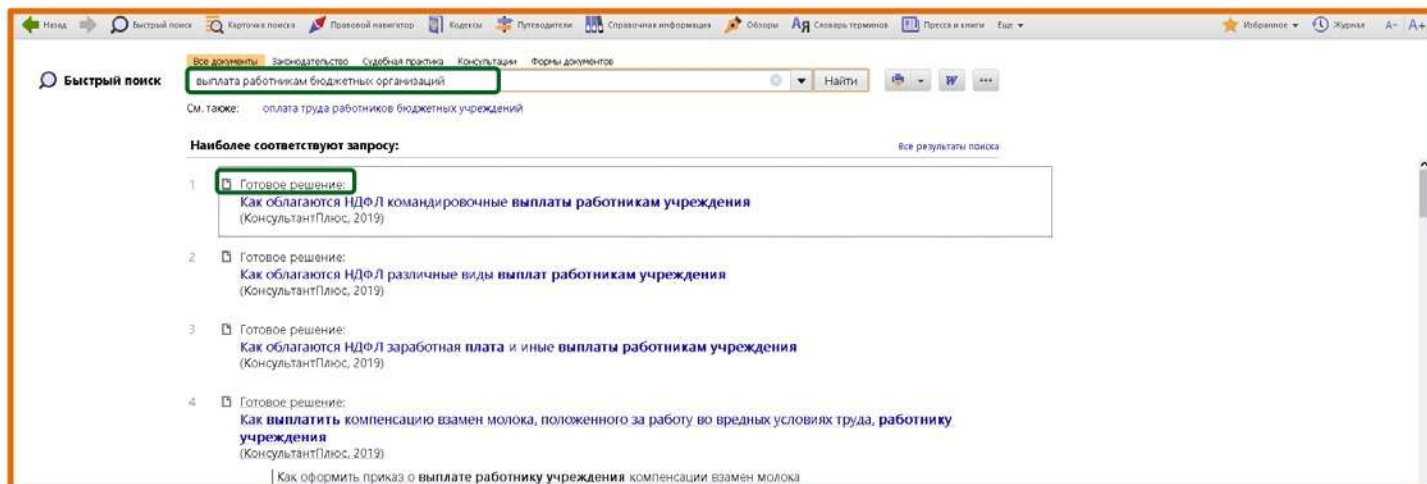 Назад Быстрый поиск Карточка поиска Правовой навигатор Кодексы Путеводители Справочная информация Обзоры Словарь терминов Пресса и книги Еще Избранное Журнал А- А+
Все документы Законодательство Судебная практика Консультации Формы документов
Быстрый поиск выплата работникам бюджетных организаций Найти W ...
См. также: оплата труда работников бюджетных учреждений
Наиболее соответствуют запросу: Все результаты поиска
1 Готовое решение:
Как облагаются НДФЛ командировочные выплаты работникам учреждения
(КонсультантПлюс, 2019)
2 Готовое решение:
Как облагаются НДФЛ различные виды выплат работникам учреждения
(КонсультантПлюс, 2019)
3 Готовое решение:
Как облагаются НДФЛ заработная плата и иные выплаты работникам учреждения
(КонсультантПлюс, 2019)
4 Готовое решение:
Как выплатить компенсацию взамен молока, положенного за работу во вредных условиях труда, работнику
учреждения
(КонсультантПлюс, 2019)
Как оформить приказ о выплате работнику учреждения компенсации взамен молока